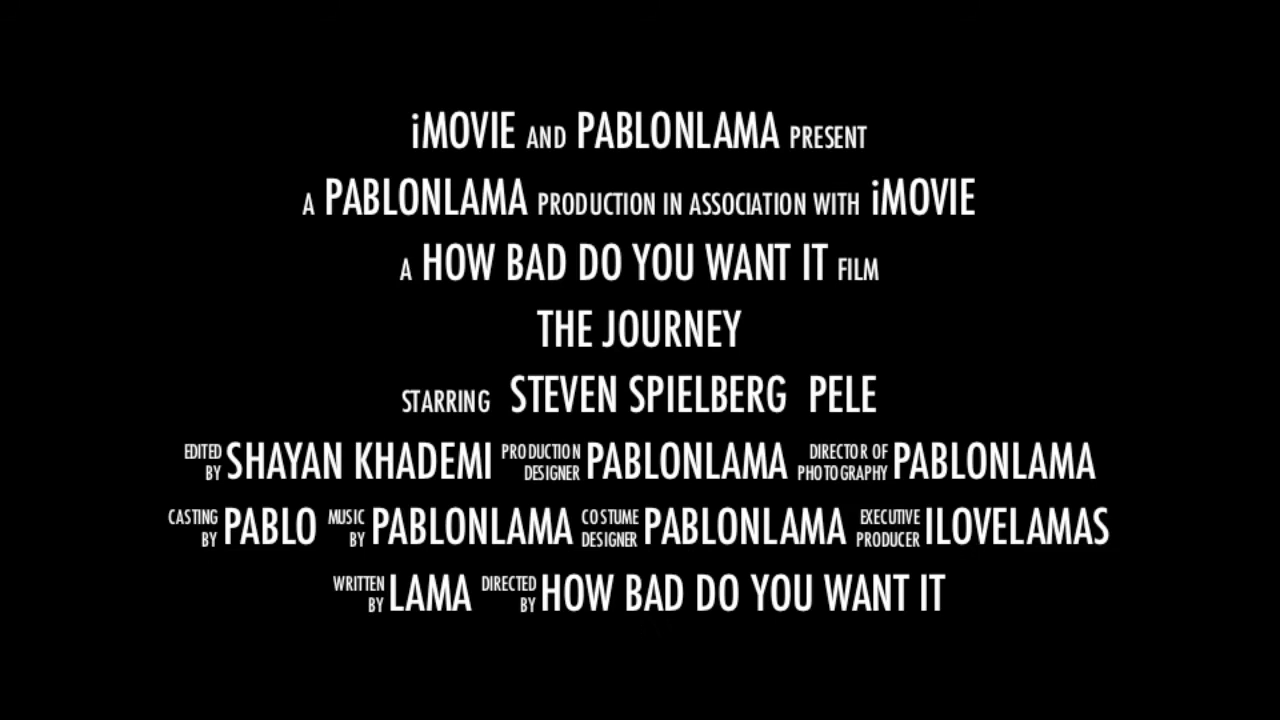 iMOVIE AND PABLONLAMA PRESENT
A PABLONLAMA PRODUCTION IN ASSOCIATION WITH iMOVIE
A HOW BAD DO YOU WANT IT FILM
THE JOURNEY
STARRING STEVEN SPIELBERG PELE
EDITED BY SHAYAN KHADEMI PRODUCTION DESIGNER PABLONLAMA DIRECTOR OF PHOTOGRAPHY PABLONLAMA
CASTING BY PABLO MUSIC BY PABLONLAMA COSTUME DESIGNER PABLONLAMA EXECUTIVE PRODUCER ILOVELAMAS
WRITTEN BY LAMA DIRECTED BY HOW BAD DO YOU WANT IT